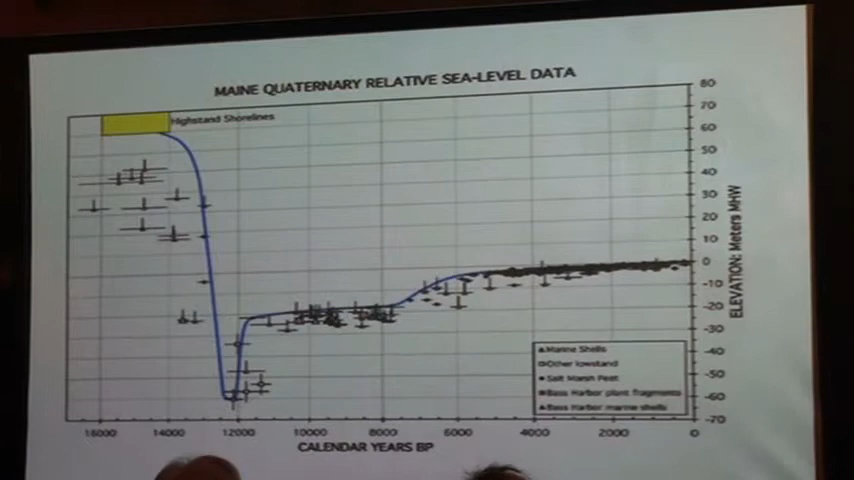 MAINE QUATERNARY RELATIVE SEA-LEVEL DATA
Highstand Shorelines
80
70
60
50
40
30
20
10
0
-10
-20
-30
-40
-50
-60
-70
ELEVATION: Meters MHW
Marine Shells
Other lowstand
Salt Marsh Peat
Bass Harbor plant fragments
Bass Harbor marine shells
16000 14000 12000 10000 8000 6000 4000 2000 0
CALENDAR YEARS BP